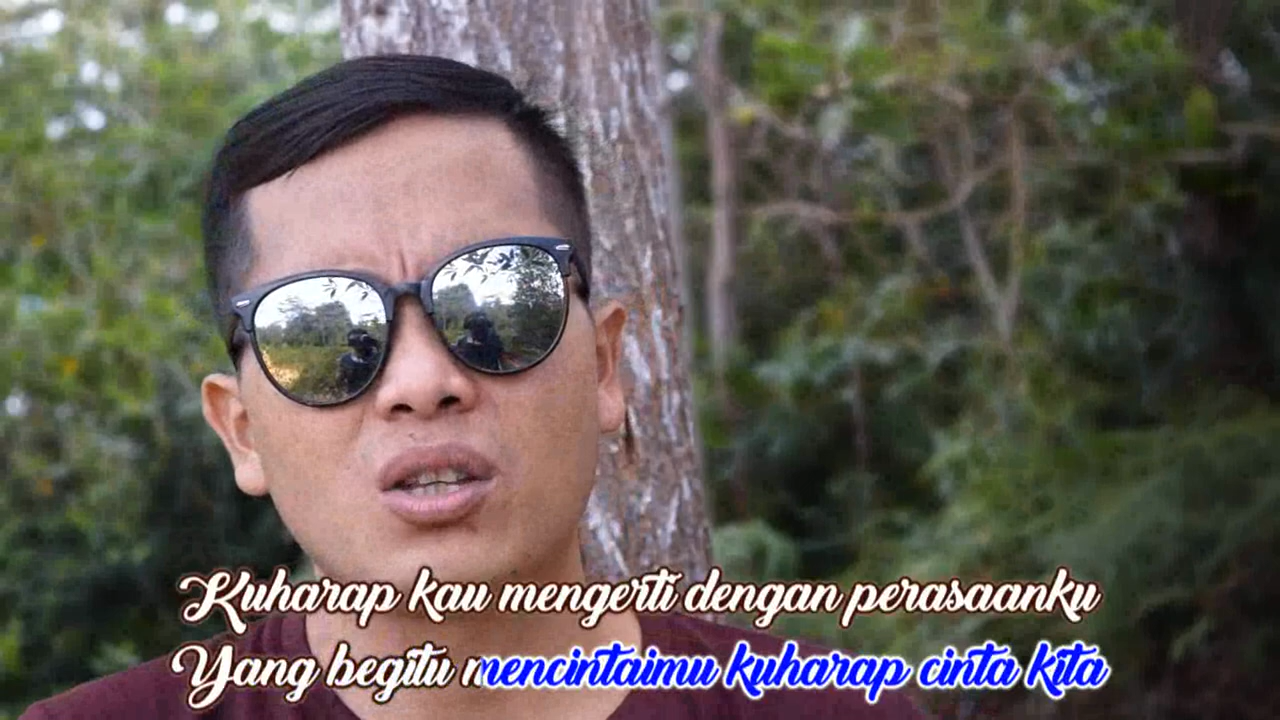 Kuharap kau mengerti dengan perasaanku
Yang begitu mencintaimu kuharap cinta kita